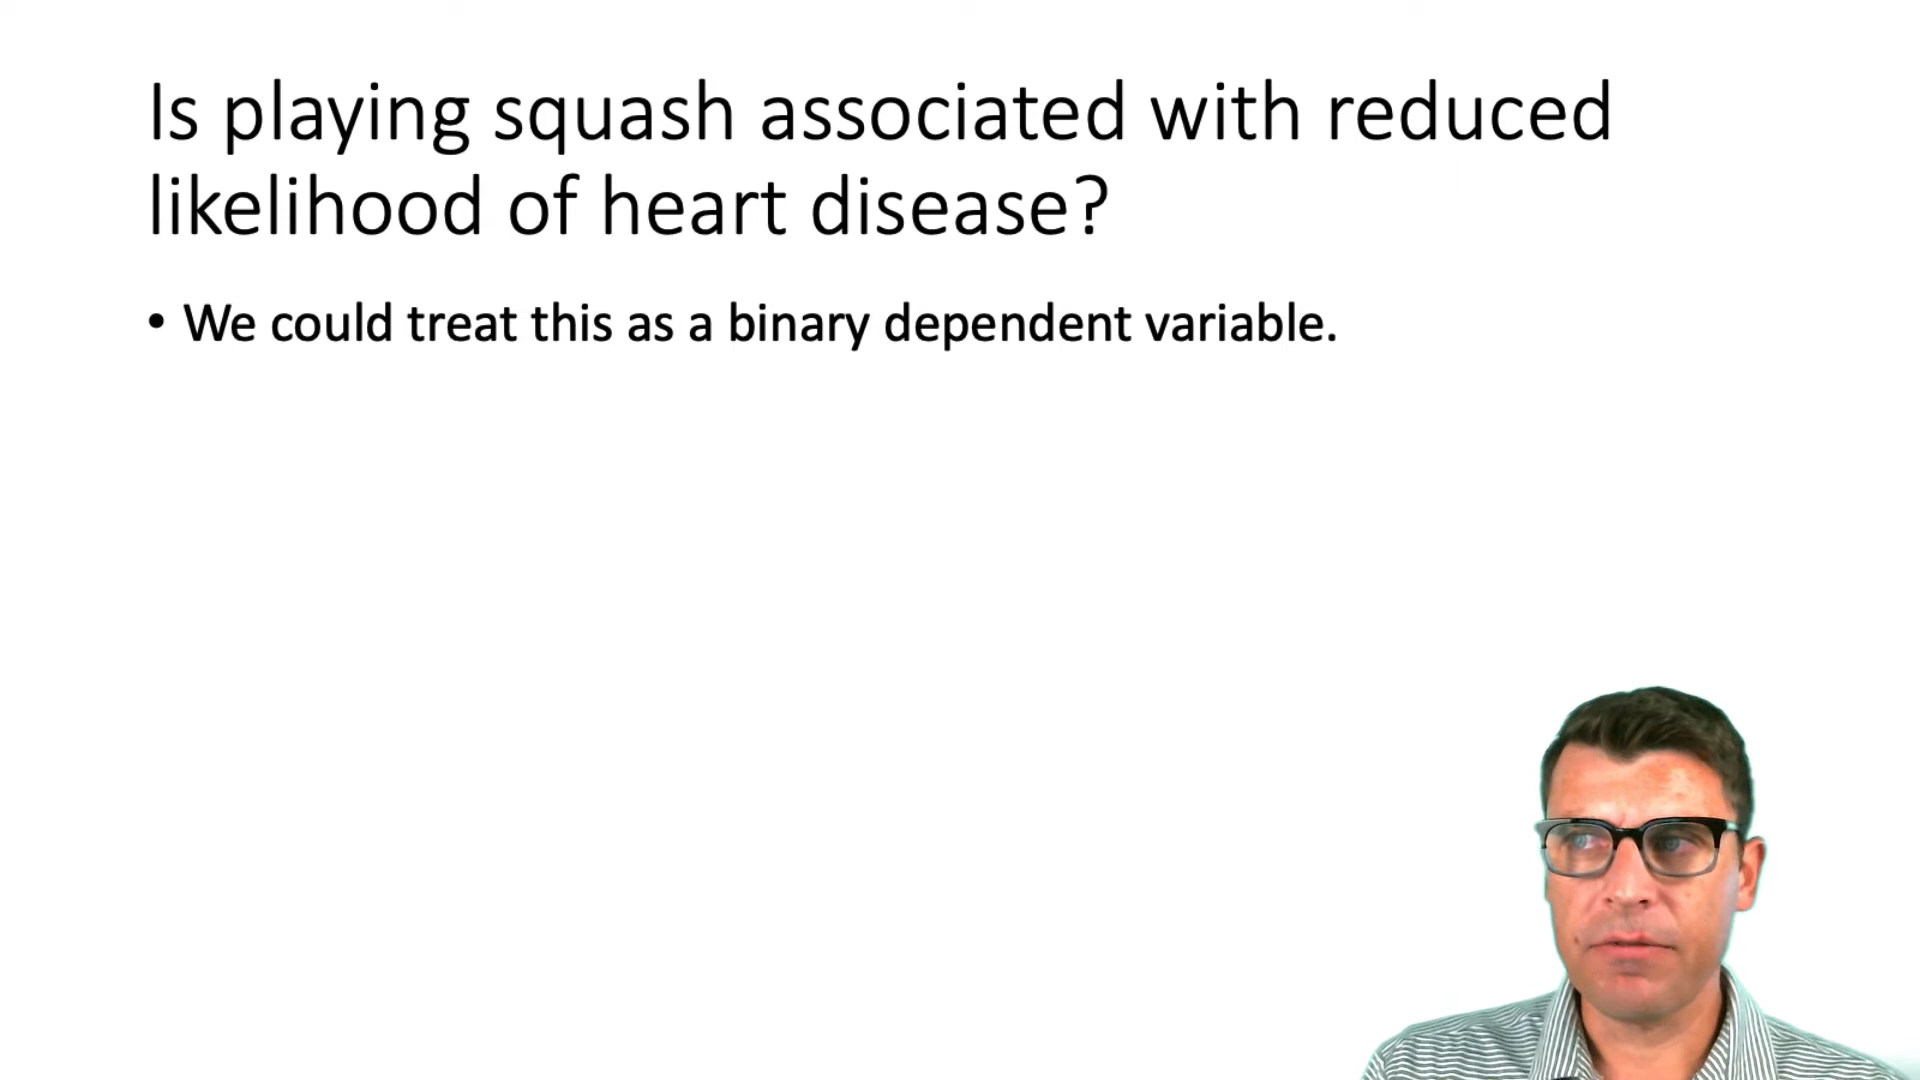 Is playing squash associated with reduced
likelihood of heart disease?
• We could treat this as a binary dependent variable.